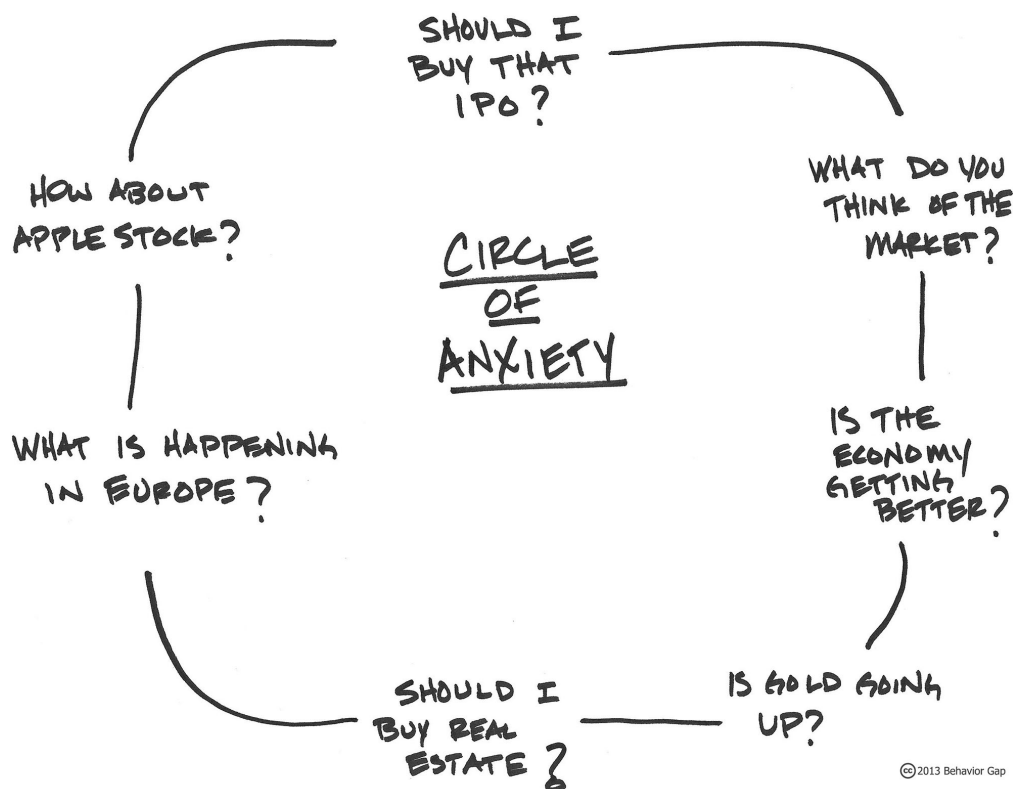 SHOULD I
BUY THAT
IPO?
WHAT DO YOU
THINK OF THE
MARKET?
IS THE
ECONOMY
GETTING
BETTER?
IS GOLD GOING
UP?
SHOULD I
BUY REAL
ESTATE?
WHAT IS HAPPENING
IN EUROPE?
HOW ABOUT
APPLE STOCK?
CIRCLE
OF
ANXIETY
cc 2013 Behavior Gap